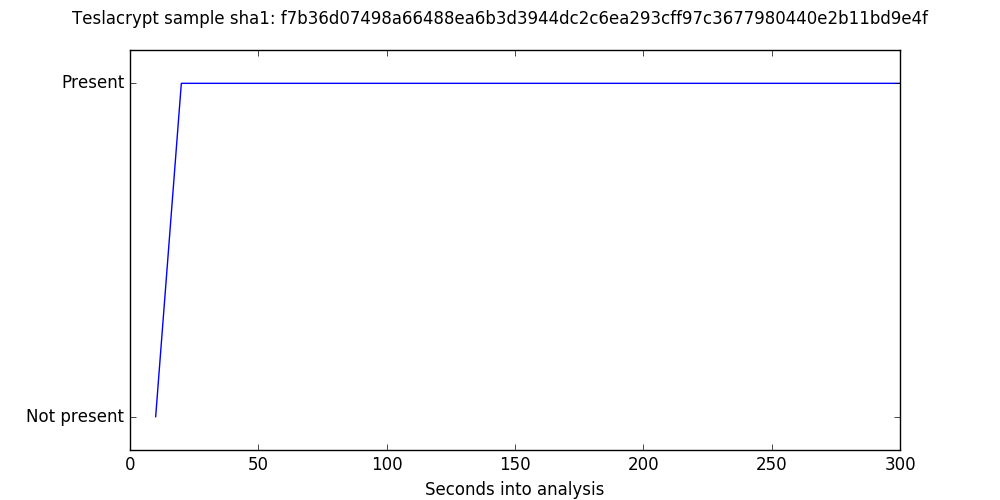 Teslacrypt sample sha1: f7b36d07498a66488ea6b3d3944dc2c6ea293cff97c3677980440e2b11bd9e4f
Present
Not present
0 50 100 150 200 250 300
Seconds into analysis